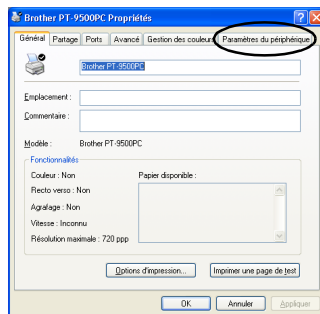 Brother PT-9500PC Propriétés
Général Partage Ports Avancé Gestion des couleurs Paramètres du périphérique
Brother PT-9500PC
Emplacement :
Commentaire :
Modèle : Brother PT-9500PC
Fonctionnalités
Couleur : Non Papier disponible :
Recto verso : Non
Agrafage : Non
Vitesse : Inconnu
Résolution maximale : 720 ppp
Options d'impression... Imprimer une page de test
OK Annuler Appliquer